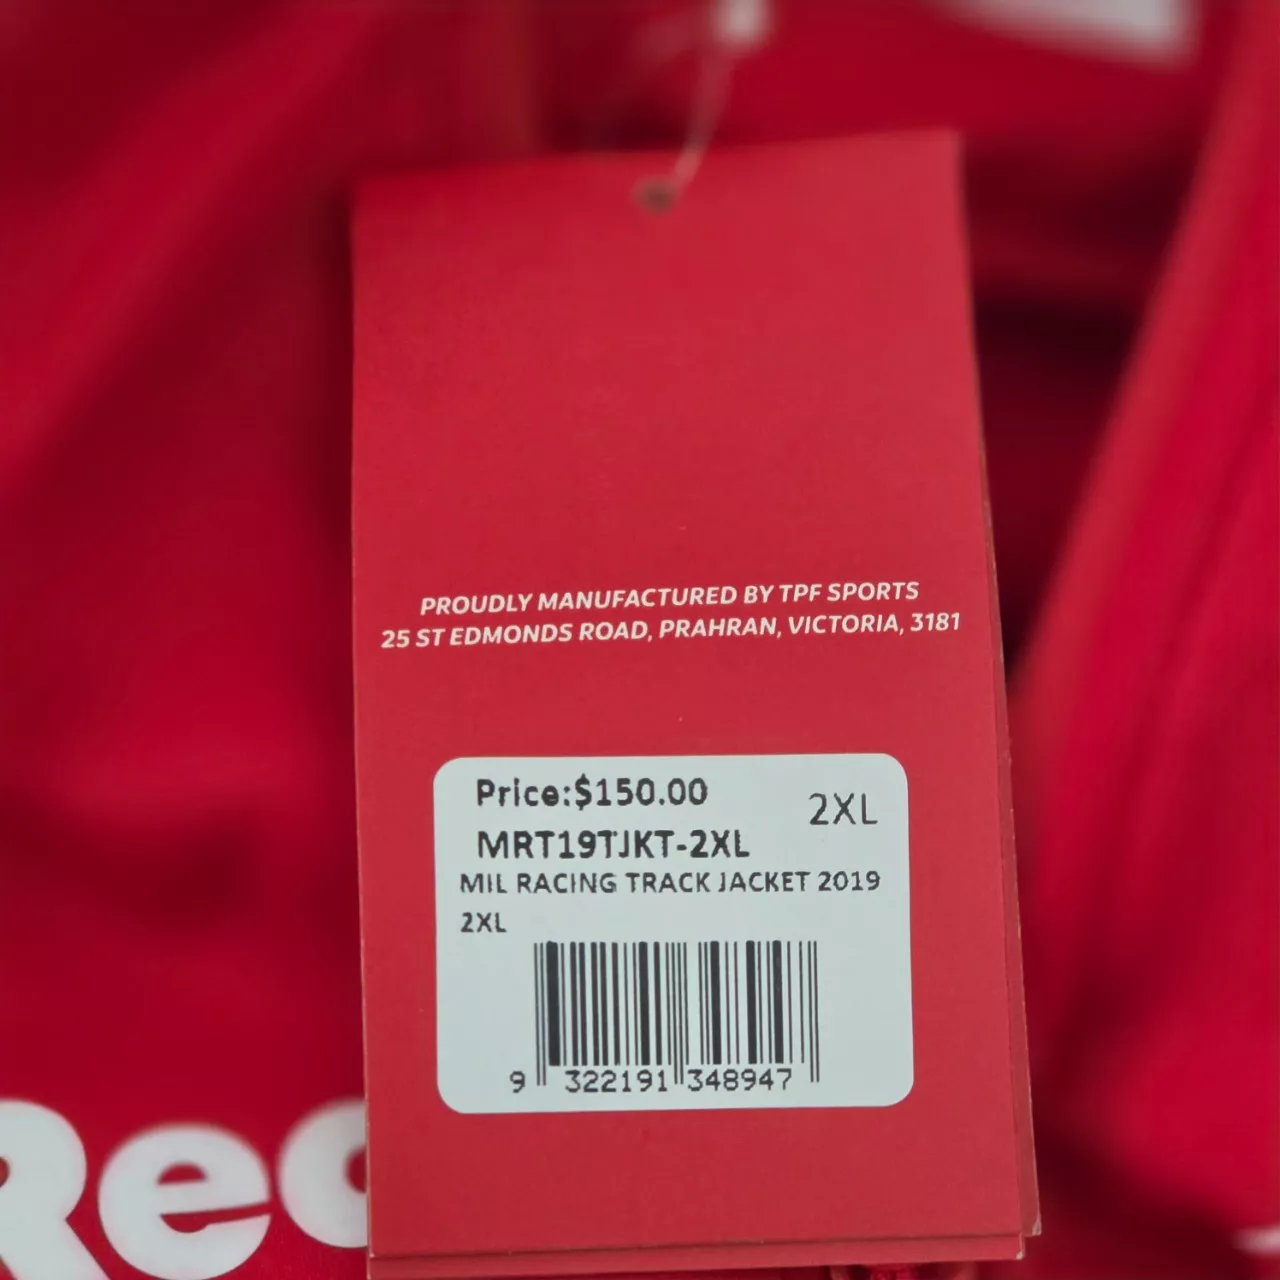 PROUDLY MANUFACTURED BY TPF SPORTS
25 ST EDMONDS ROAD, PRAHRAN, VICTORIA, 3181
Price:$150.00
2XL
MRT19TJKT-2XL
MIL RACING TRACK JACKET 2019
2XL
9 322191 348947
Reo